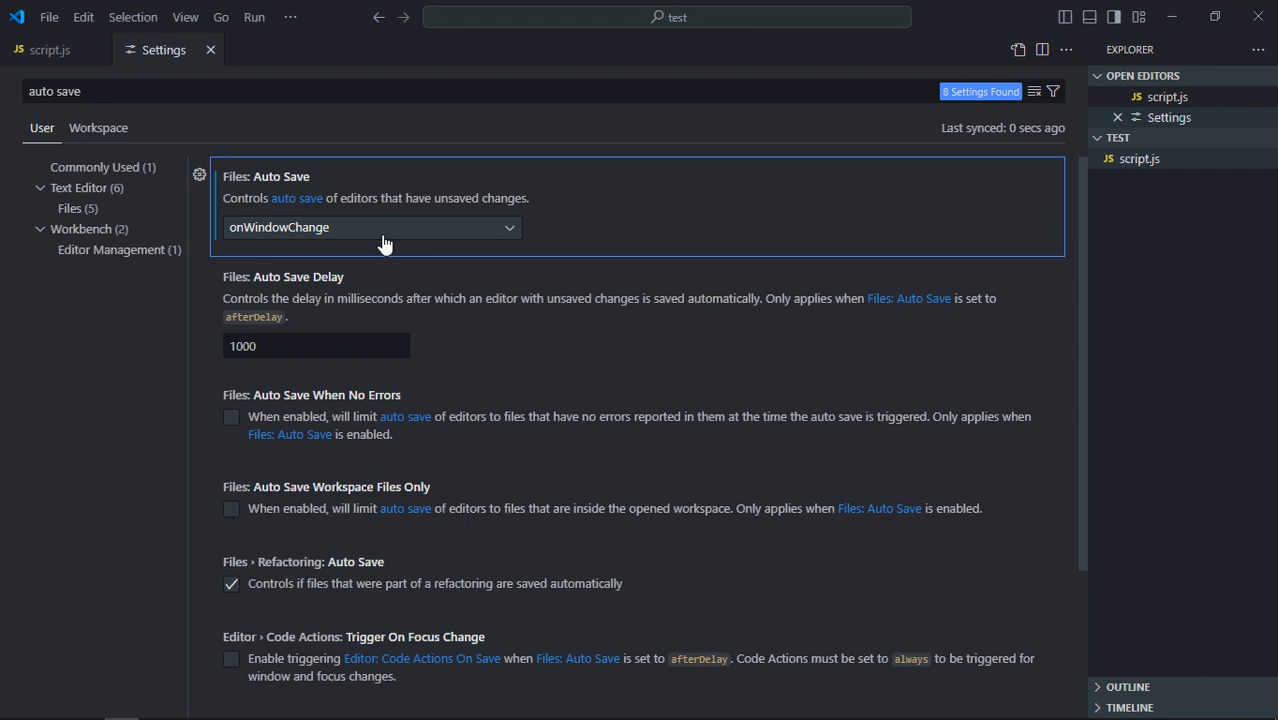 File Edit Selection View Go Run ··· test
JS script.js Settings
auto save 8 Settings Found
User Workspace Last synced: 0 secs ago
Commonly Used (1)
Text Editor (6)
Files (5)
Workbench (2)
Editor Management (1)
Files: Auto Save
Controls auto save of editors that have unsaved changes.
onWindowChange
Files: Auto Save Delay
Controls the delay in milliseconds after which an editor with unsaved changes is saved automatically. Only applies when Files: Auto Save is set to
afterDelay.
1000
Files: Auto Save When No Errors
When enabled, will limit auto save of editors to files that have no errors reported in them at the time the auto save is triggered. Only applies when
Files: Auto Save is enabled.
Files: Auto Save Workspace Files Only
When enabled, will limit auto save of editors to files that are inside the opened workspace. Only applies when Files: Auto Save is enabled.
Files › Refactoring: Auto Save
Controls if files that were part of a refactoring are saved automatically
Editor › Code Actions: Trigger On Focus Change
Enable triggering Editor: Code Actions On Save when Files: Auto Save is set to afterDelay. Code Actions must be set to always to be triggered for
window and focus changes.
EXPLORER
OPEN EDITORS
JS script.js
Settings
TEST
JS script.js
OUTLINE
TIMELINE